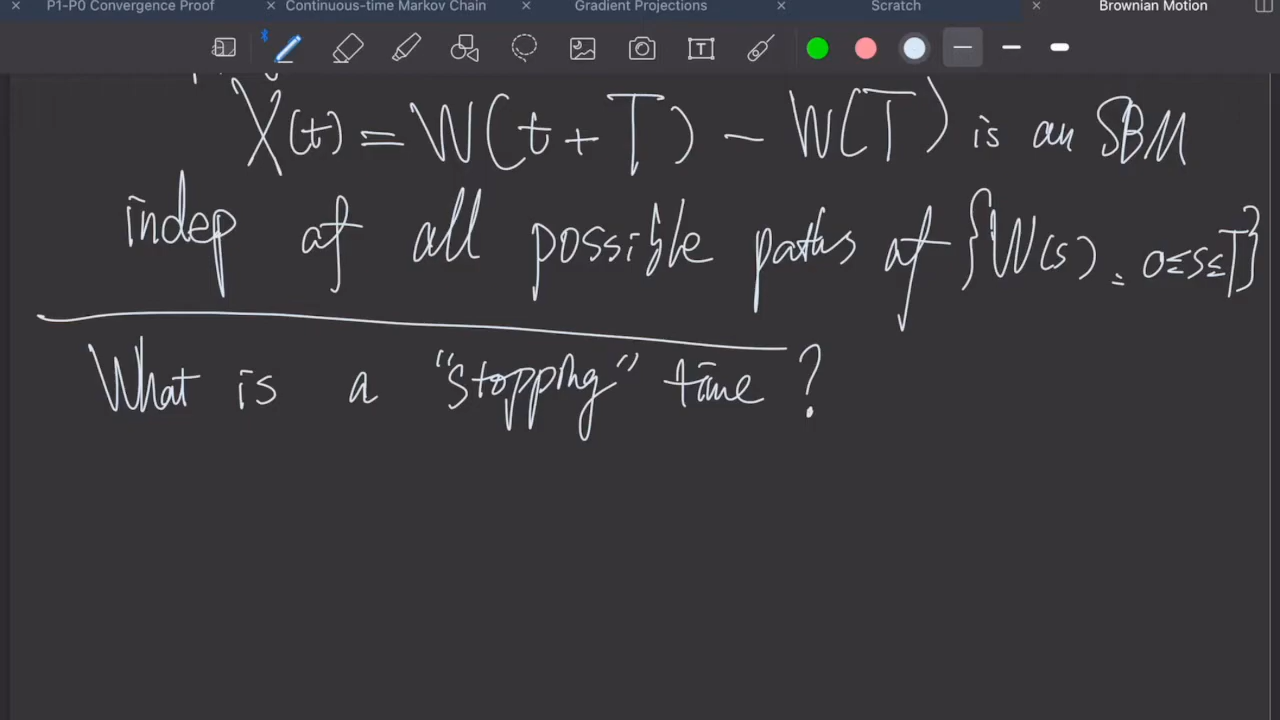 P1-P0 Convergence Proof Continuous-time Markov Chain Gradient Projections Scratch Brownian Motion
X(t) = W(t+T) - W(T) is an SBM
indep of all possible paths of {W(s) : 0≤s≤T}
What is a "stopping" time ?